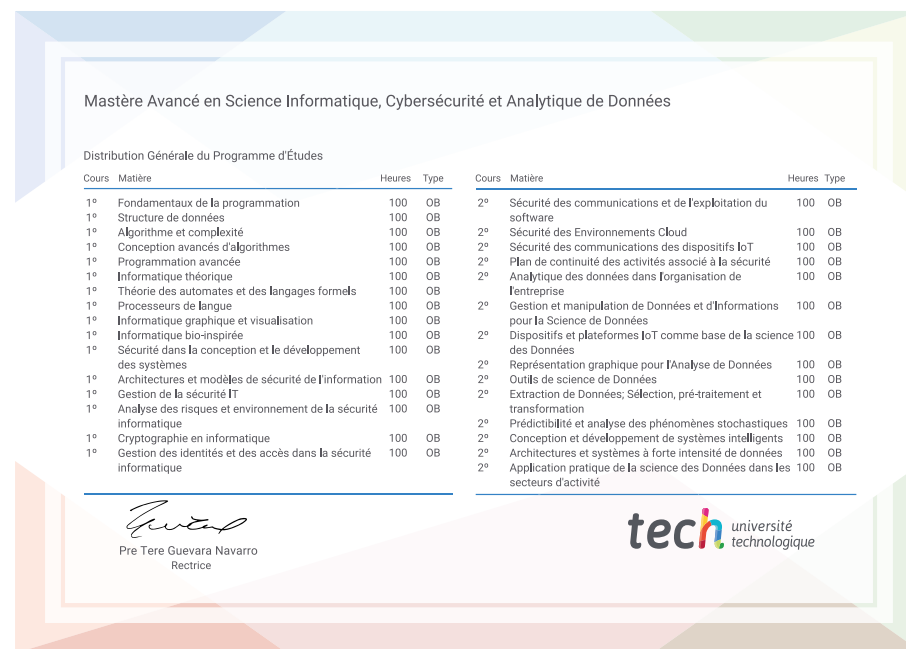 Mastère Avancé en Science Informatique, Cybersécurité et Analytique de Données
Distribution Générale du Programme d'Études
Cours Matière Heures Type
1º Fondamentaux de la programmation 100 OB
1º Structure de données 100 OB
1º Algorithme et complexité 100 OB
1º Conception avancés d'algorithmes 100 OB
1º Programmation avancée 100 OB
1º Informatique théorique 100 OB
1º Théorie des automates et des langages formels 100 OB
1º Processeurs de langue 100 OB
1º Informatique graphique et visualisation 100 OB
1º Informatique bio-inspirée 100 OB
1º Sécurité dans la conception et le développement 100 OB
des systèmes
1º Architectures et modèles de sécurité de l'information 100 OB
1º Gestion de la sécurité IT 100 OB
1º Analyse des risques et environnement de la sécurité 100 OB
informatique
1º Cryptographie en informatique 100 OB
1º Gestion des identités et des accès dans la sécurité 100 OB
informatique
Cours Matière Heures Type
2º Sécurité des communications et de l'exploitation du 100 OB
software
2º Sécurité des Environnements Cloud 100 OB
2º Sécurité des communications des dispositifs IoT 100 OB
2º Plan de continuité des activités associé à la sécurité 100 OB
2º Analytique des données dans l'organisation de 100 OB
l'entreprise
2º Gestion et manipulation de Données et d'Informations 100 OB
pour la Science de Données
2º Dispositifs et plateformes IoT comme base de la science 100 OB
des Données
2º Représentation graphique pour l'Analyse de Données 100 OB
2º Outils de science de Données 100 OB
2º Extraction de Données; Sélection, pré-traitement et 100 OB
transformation
2º Prédictibilité et analyse des phénomènes stochastiques 100 OB
2º Conception et développement de systèmes intelligents 100 OB
2º Architectures et systèmes à forte intensité de données 100 OB
2º Application pratique de la science des Données dans les 100 OB
secteurs d'activité
Pre Tere Guevara Navarro
Rectrice
tech université
technologique